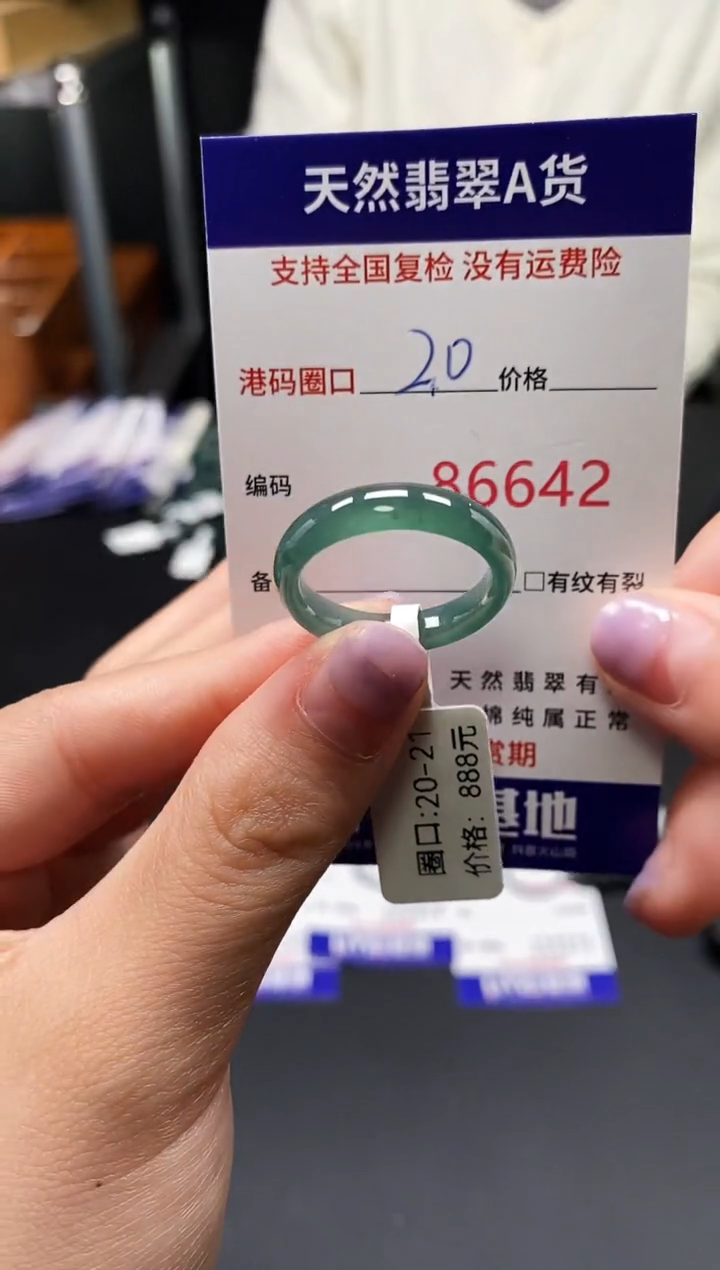 天然翡翠A货
支持全国复检 没有运费险
港码圈口 20 价格
编码 86642
备 □有纹有裂
天然翡翠有
棉纯属正常
赏期
基地
圈口:20-21
价格: 888元